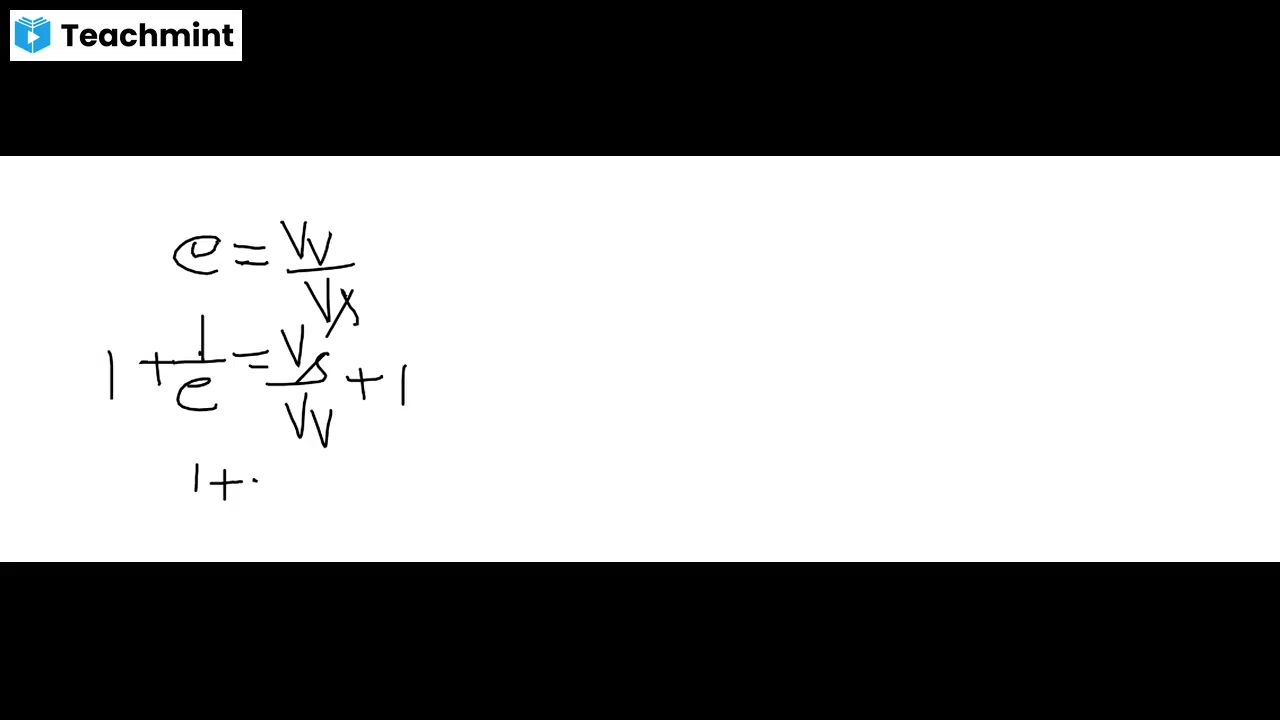 Teachmint
e = Vv/Vs
1 + 1/e = Vs/Vv + 1
1 + .